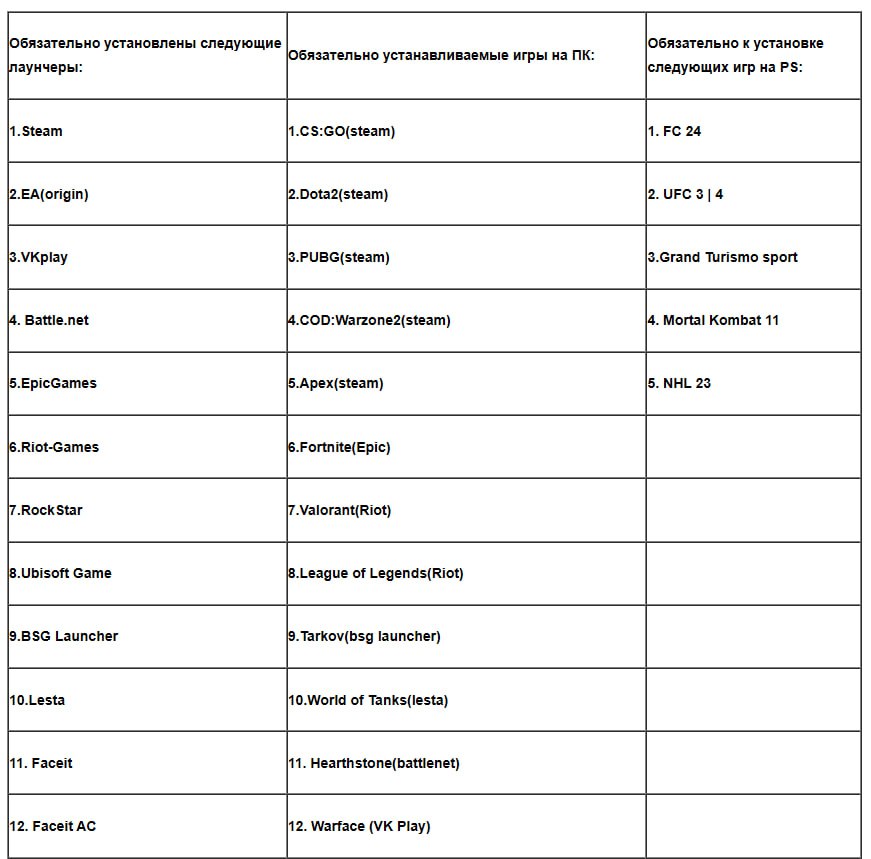 Обязательно установлены следующие
лаунчеры:
Обязательно устанавливаемые игры на ПК:
Обязательно к установке
следующих игр на PS:
1.Steam
1.CS:GO(steam)
1. FC 24
2.EA(origin)
2.Dota2(steam)
2. UFC 3 | 4
3.VKplay
3.PUBG(steam)
3.Grand Turismo sport
4. Battle.net
4.COD:Warzone2(steam)
4. Mortal Kombat 11
5.EpicGames
5.Apex(steam)
5. NHL 23
6.Riot-Games
6.Fortnite(Epic)
7.RockStar
7.Valorant(Riot)
8.Ubisoft Game
8.League of Legends(Riot)
9.BSG Launcher
9.Tarkov(bsg launcher)
10.Lesta
10.World of Tanks(lesta)
11. Faceit
11. Hearthstone(battlenet)
12. Faceit AC
12. Warface (VK Play)